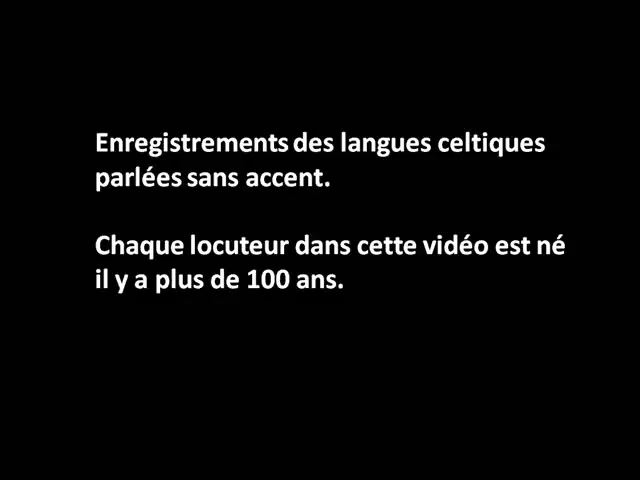 Enregistrements des langues celtiques
parlées sans accent.
Chaque locuteur dans cette vidéo est né
il y a plus de 100 ans.